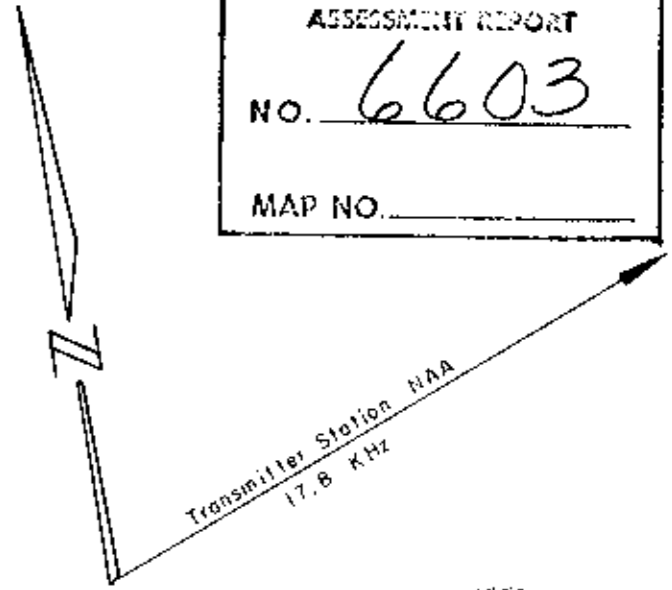 ASSESSMENT REPORT
NO. 6603
MAP NO.
N
Transmitter Station NAA
17.8 KHz